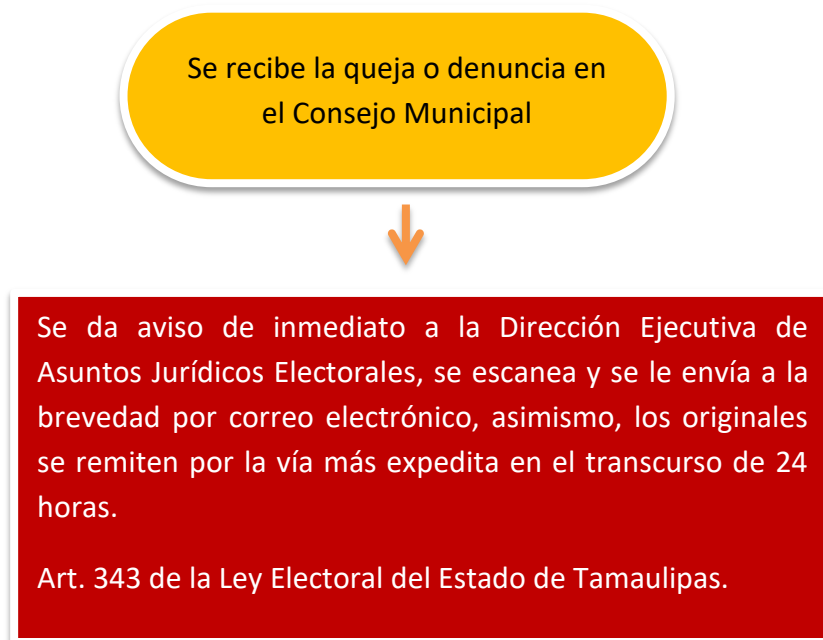 Se recibe la queja o denuncia en
el Consejo Municipal
Se da aviso de inmediato a la Dirección Ejecutiva de
Asuntos Jurídicos Electorales, se escanea y se le envía a la
brevedad por correo electrónico, asimismo, los originales
se remiten por la vía más expedita en el transcurso de 24
horas.
Art. 343 de la Ley Electoral del Estado de Tamaulipas.